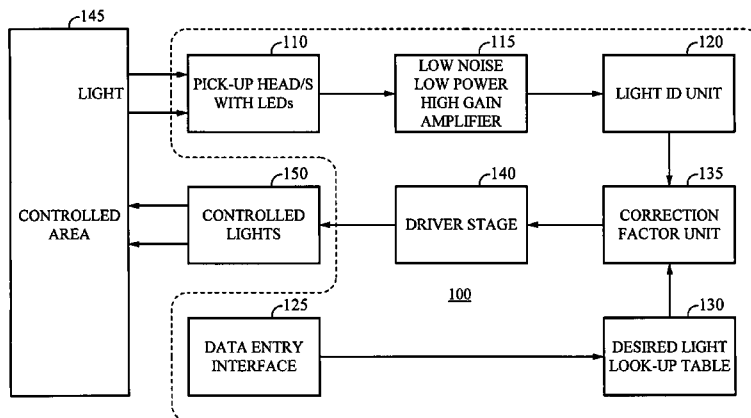 145
110
115
120
LIGHT
PICK-UP HEAD/S
WITH LEDs
LOW NOISE
LOW POWER
HIGH GAIN
AMPLIFIER
LIGHT ID UNIT
150
140
135
CONTROLLED
AREA
CONTROLLED
LIGHTS
DRIVER STAGE
CORRECTION
FACTOR UNIT
100
125
130
DATA ENTRY
INTERFACE
DESIRED LIGHT
LOOK-UP TABLE